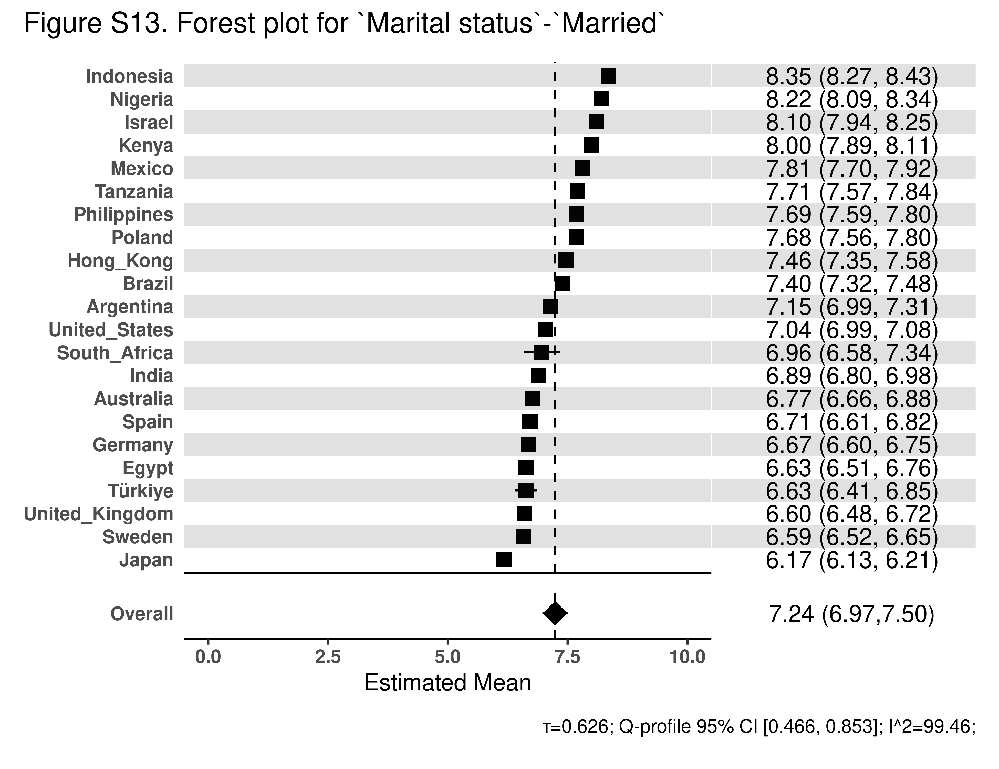 Figure S13. Forest plot for `Marital status`-`Married`
Indonesia 8.35 (8.27, 8.43)
Nigeria 8.22 (8.09, 8.34)
Israel 8.10 (7.94, 8.25)
Kenya 8.00 (7.89, 8.11)
Mexico 7.81 (7.70, 7.92)
Tanzania 7.71 (7.57, 7.84)
Philippines 7.69 (7.59, 7.80)
Poland 7.68 (7.56, 7.80)
Hong_Kong 7.46 (7.35, 7.58)
Brazil 7.40 (7.32, 7.48)
Argentina 7.15 (6.99, 7.31)
United_States 7.04 (6.99, 7.08)
South_Africa 6.96 (6.58, 7.34)
India 6.89 (6.80, 6.98)
Australia 6.77 (6.66, 6.88)
Spain 6.71 (6.61, 6.82)
Germany 6.67 (6.60, 6.75)
Egypt 6.63 (6.51, 6.76)
Türkiye 6.63 (6.41, 6.85)
United_Kingdom 6.60 (6.48, 6.72)
Sweden 6.59 (6.52, 6.65)
Japan 6.17 (6.13, 6.21)
Overall 7.24 (6.97,7.50)
0.0 2.5 5.0 7.5 10.0
Estimated Mean
τ=0.626; Q-profile 95% CI [0.466, 0.853]; I^2=99.46;